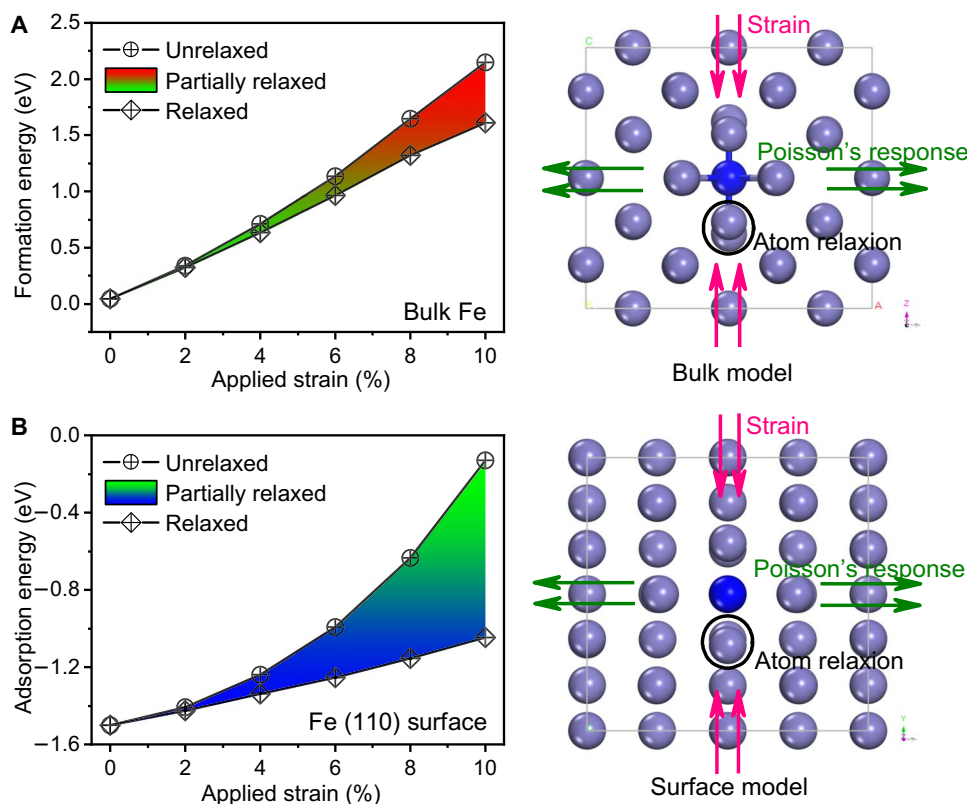 A
Formation energy (eV)
2.5
2.0
1.5
1.0
0.5
0.0
Unrelaxed
Partially relaxed
Relaxed
Bulk Fe
0 2 4 6 8 10
Applied strain (%)
C
Strain
Poisson's response
Atom relaxion
A
Z
Bulk model
B
Adsorption energy (eV)
0.0
−0.4
−0.8
−1.2
−1.6
Unrelaxed
Partially relaxed
Relaxed
Fe (110) surface
0 2 4 6 8 10
Applied strain (%)
Strain
Poisson's response
Atom relaxion
Y
Surface model